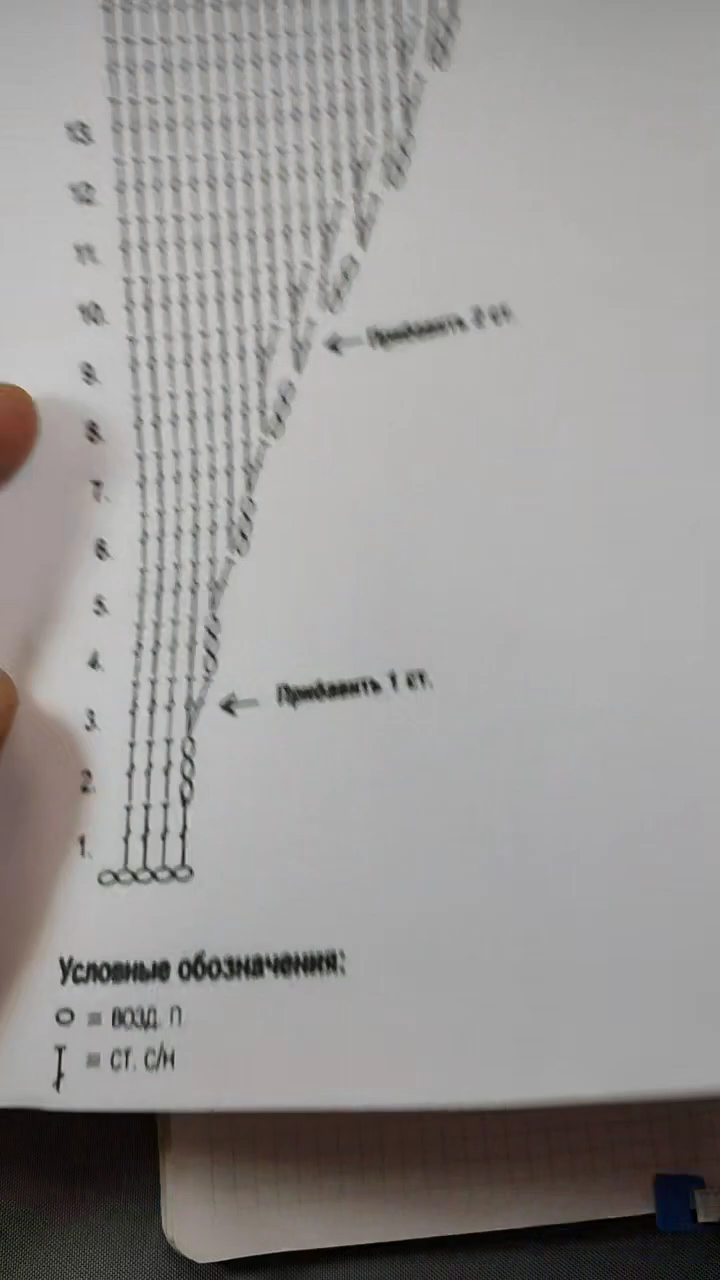 13.
12.
11.
10.
9.
Прибавить 2 ст.
8.
7.
6.
5.
4.
3.
Прибавить 1 ст.
2.
1.
Условные обозначения:
= возд. п
= ст. с/н